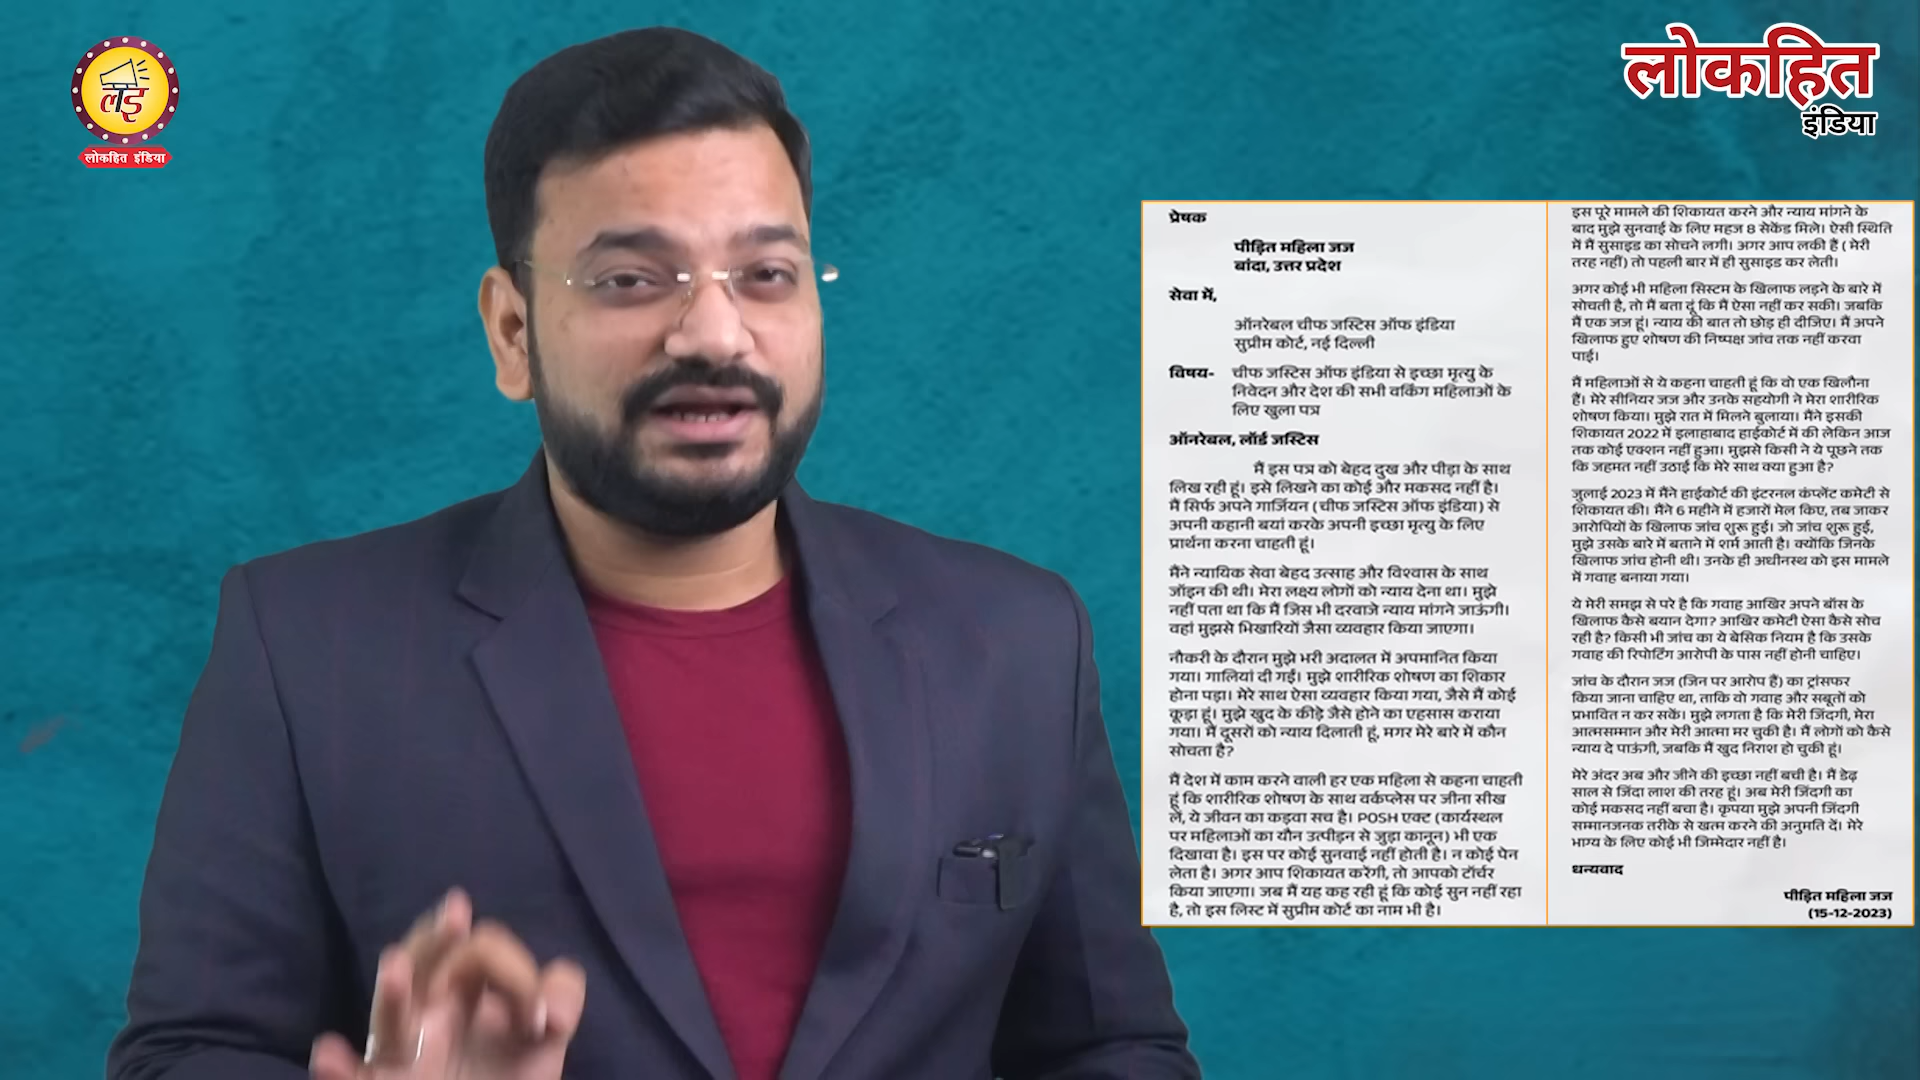 लइ
लोकहित इंडिया
लोकहित
इंडिया
प्रेषक
पीड़ित महिला जज
बांदा, उत्तर प्रदेश
सेवा में,
ऑनरेबल चीफ जस्टिस ऑफ इंडिया
सुप्रीम कोर्ट, नई दिल्ली
विषय- चीफ जस्टिस ऑफ इंडिया से इच्छा मृत्यु के
निवेदन और देश की सभी वर्किंग महिलाओं के
लिए खुला पत्र
ऑनरेबल, लॉर्ड जस्टिस
मैं इस पत्र को बेहद दुख और पीड़ा के साथ
लिख रही हूं। इसे लिखने का कोई और मकसद नहीं है।
मैं सिर्फ अपने गार्जियन (चीफ जस्टिस ऑफ इंडिया) से
अपनी कहानी बयां करके अपनी इच्छा मृत्यु के लिए
प्रार्थना करना चाहती हूं।
मैंने न्यायिक सेवा बेहद उत्साह और विश्वास के साथ
जॉइन की थी। मेरा लक्ष्य लोगों को न्याय देना था। मुझे
नहीं पता था कि मैं जिस भी दरवाजे न्याय मांगने जाऊंगी।
वहां मुझसे भिखारियों जैसा व्यवहार किया जाएगा।
नौकरी के दौरान मुझे भरी अदालत में अपमानित किया
गया। गालियां दी गईं। मुझे शारीरिक शोषण का शिकार
होना पड़ा। मेरे साथ ऐसा व्यवहार किया गया, जैसे मैं कोई
कूड़ा हूं। मुझे खुद के कीड़े जैसे होने का एहसास कराया
गया। मैं दूसरों को न्याय दिलाती हूं, मगर मेरे बारे में कौन
सोचता है?
मैं देश में काम करने वाली हर एक महिला से कहना चाहती
हूं कि शारीरिक शोषण के साथ वर्कप्लेस पर जीना सीख
लें, ये जीवन का कड़वा सच है। POSH एक्ट (कार्यस्थल
पर महिलाओं का यौन उत्पीड़न से जुड़ा कानून) भी एक
दिखावा है। इस पर कोई सुनवाई नहीं होती है। न कोई पेन
लेता है। अगर आप शिकायत करेंगी, तो आपको टॉर्चर
किया जाएगा। जब मैं यह कह रही हूं कि कोई सुन नहीं रहा
है, तो इस लिस्ट में सुप्रीम कोर्ट का नाम भी है।
इस पूरे मामले की शिकायत करने और न्याय मांगने के
बाद मुझे सुनवाई के लिए महज 8 सेकेंड मिले। ऐसी स्थिति
में मैं सुसाइड का सोचने लगी। अगर आप लकी हैं ( मेरी
तरह नहीं) तो पहली बार में ही सुसाइड कर लेती।
अगर कोई भी महिला सिस्टम के खिलाफ लड़ने के बारे में
सोचती है, तो मैं बता दूं कि मैं ऐसा नहीं कर सकी। जबकि
मैं एक जज हूं। न्याय की बात तो छोड़ ही दीजिए। मैं अपने
खिलाफ हुए शोषण की निष्पक्ष जांच तक नहीं करवा
पाई।
मैं महिलाओं से ये कहना चाहती हूं कि वो एक खिलौना
हैं। मेरे सीनियर जज और उनके सहयोगी ने मेरा शारीरिक
शोषण किया। मुझे रात में मिलने बुलाया। मैंने इसकी
शिकायत 2022 में इलाहाबाद हाईकोर्ट में की लेकिन आज
तक कोई एक्शन नहीं हुआ। मुझसे किसी ने ये पूछने तक
कि जहमत नहीं उठाई कि मेरे साथ क्या हुआ है?
जुलाई 2023 में मैंने हाईकोर्ट की इंटरनल कंप्लेंट कमेटी से
शिकायत की। मैंने 6 महीने में हजारों मेल किए, तब जाकर
आरोपियों के खिलाफ जांच शुरू हुई। जो जांच शुरू हुई,
मुझे उसके बारे में बताने में शर्म आती है। क्योंकि जिनके
खिलाफ जांच होनी थी। उनके ही अधीनस्थ को इस मामले
में गवाह बनाया गया।
ये मेरी समझ से परे है कि गवाह आखिर अपने बॉस के
खिलाफ कैसे बयान देगा? आखिर कमेटी ऐसा कैसे सोच
रही है? किसी भी जांच का ये बेसिक नियम है कि उसके
गवाह की रिपोर्टिंग आरोपी के पास नहीं होनी चाहिए।
जांच के दौरान जज (जिन पर आरोप हैं) का ट्रांसफर
किया जाना चाहिए था, ताकि वो गवाह और सबूतों को
प्रभावित न कर सकें। मुझे लगता है कि मेरी जिंदगी, मेरा
आत्मसम्मान और मेरी आत्मा मर चुकी है। मैं लोगों को कैसे
न्याय दे पाऊंगी, जबकि मैं खुद निराश हो चुकी हूं।
मेरे अंदर अब और जीने की इच्छा नहीं बची है। मैं डेढ़
साल से जिंदा लाश की तरह हूं। अब मेरी जिंदगी का
कोई मकसद नहीं बचा है। कृपया मुझे अपनी जिंदगी
सम्मानजनक तरीके से खत्म करने की अनुमति दें। मेरे
भाग्य के लिए कोई भी जिम्मेदार नहीं है।
धन्यवाद
पीड़ित महिला जज
(15-12-2023)